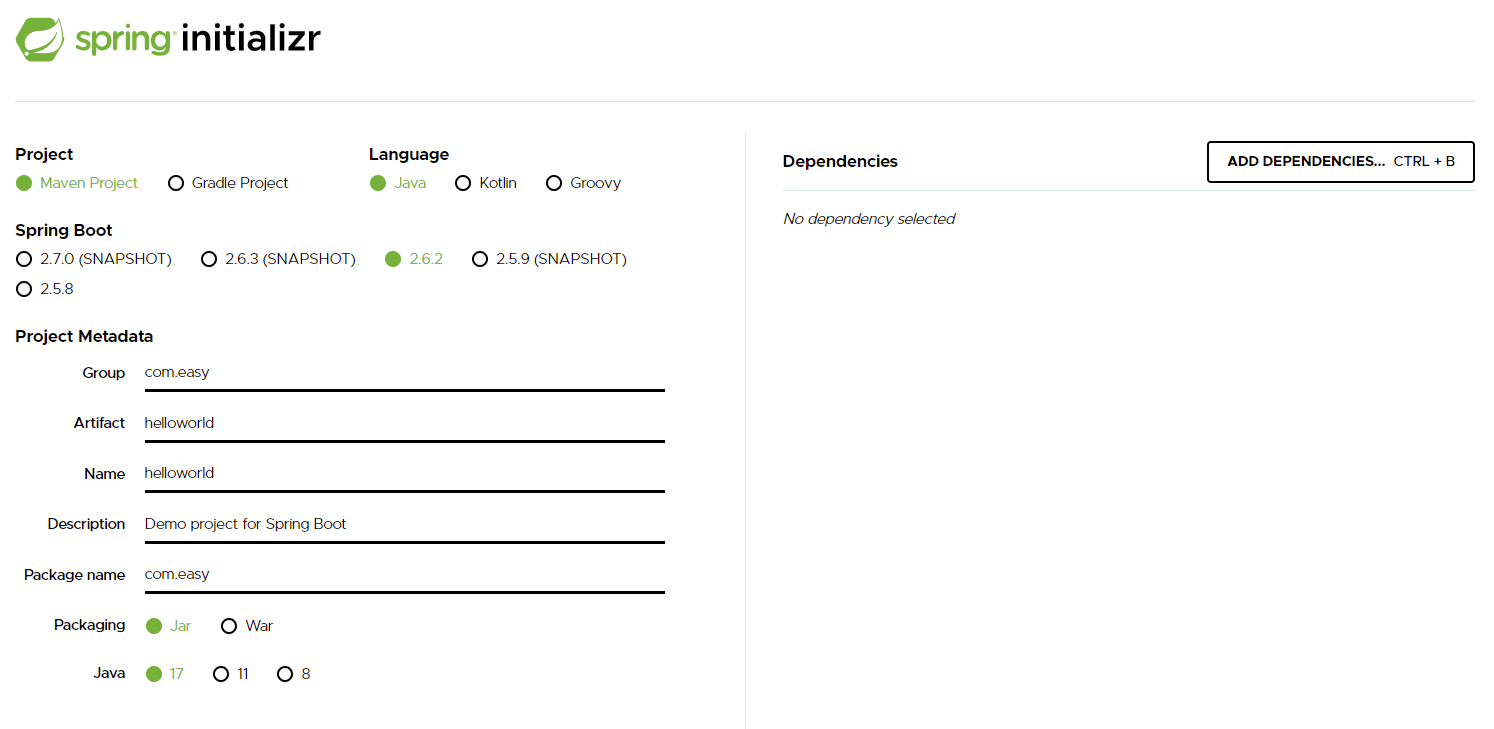 spring initializr
Project
Maven Project Gradle Project
Language
Java Kotlin Groovy
Spring Boot
2.7.0 (SNAPSHOT) 2.6.3 (SNAPSHOT) 2.6.2 2.5.9 (SNAPSHOT)
2.5.8
Project Metadata
Group com.easy
Artifact helloworld
Name helloworld
Description Demo project for Spring Boot
Package name com.easy
Packaging Jar War
Java 17 11 8
Dependencies
ADD DEPENDENCIES... CTRL + B
No dependency selected